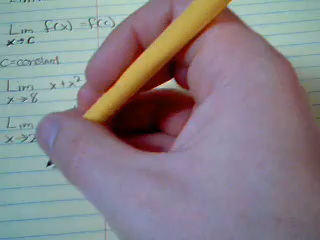 Lim f(x) = f(c)
x→c
c=constant
Lim x+x²
x→8
Lim
x→